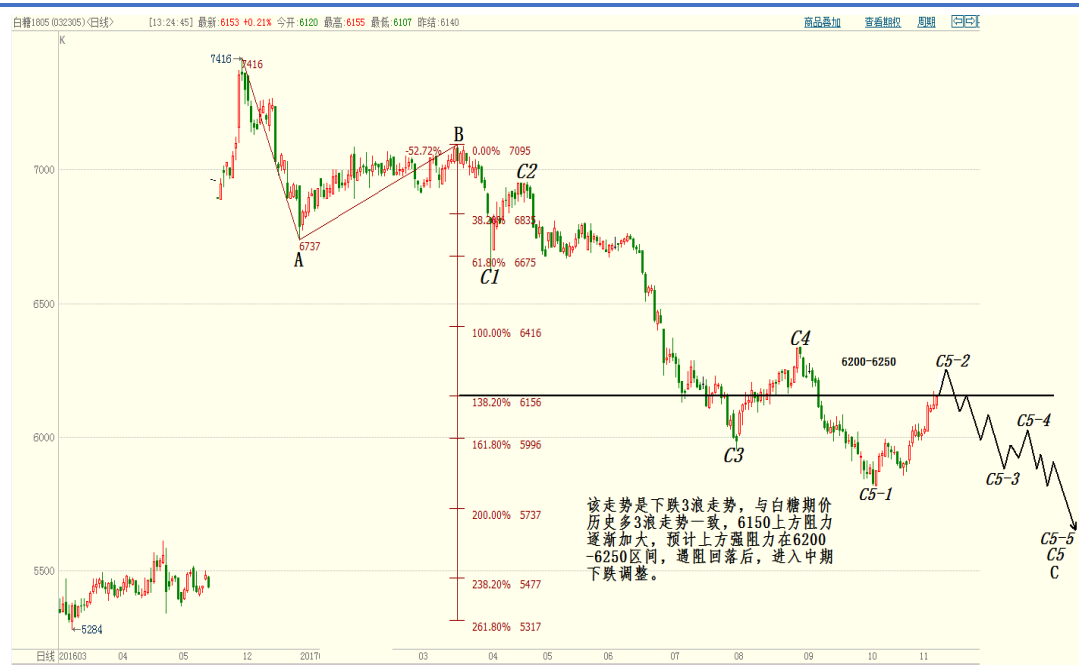 白糖1805(032305)<日线> [13:24:45] 最新:6153 +0.21% 今开:6120 最高:6155 最低:6107 昨结:6140 商品叠加 查看期权 周期
K
7416→
7416
B
-52.72% 0.00% 7095
7000
C2
38.20% 6835
6737
A
61.80% 6675
C1
6500
100.00% 6416
C4
6200-6250 C5-2
138.20% 6156
C5-4
6000
161.80% 5996
C3
C5-3
C5-1
200.00% 5737
该走势是下跌3浪走势，与白糖期价
历史多3浪走势一致，6150上方阻力
逐渐加大，预计上方强阻力在6200
-6250区间，遇阻回落后，进入中期
下跌调整。
C5-5
C5
C
5500
238.20% 5477
261.80% 5317
←5284
日线 201603 04 05 12 2017 03 04 05 06 07 08 09 10 11